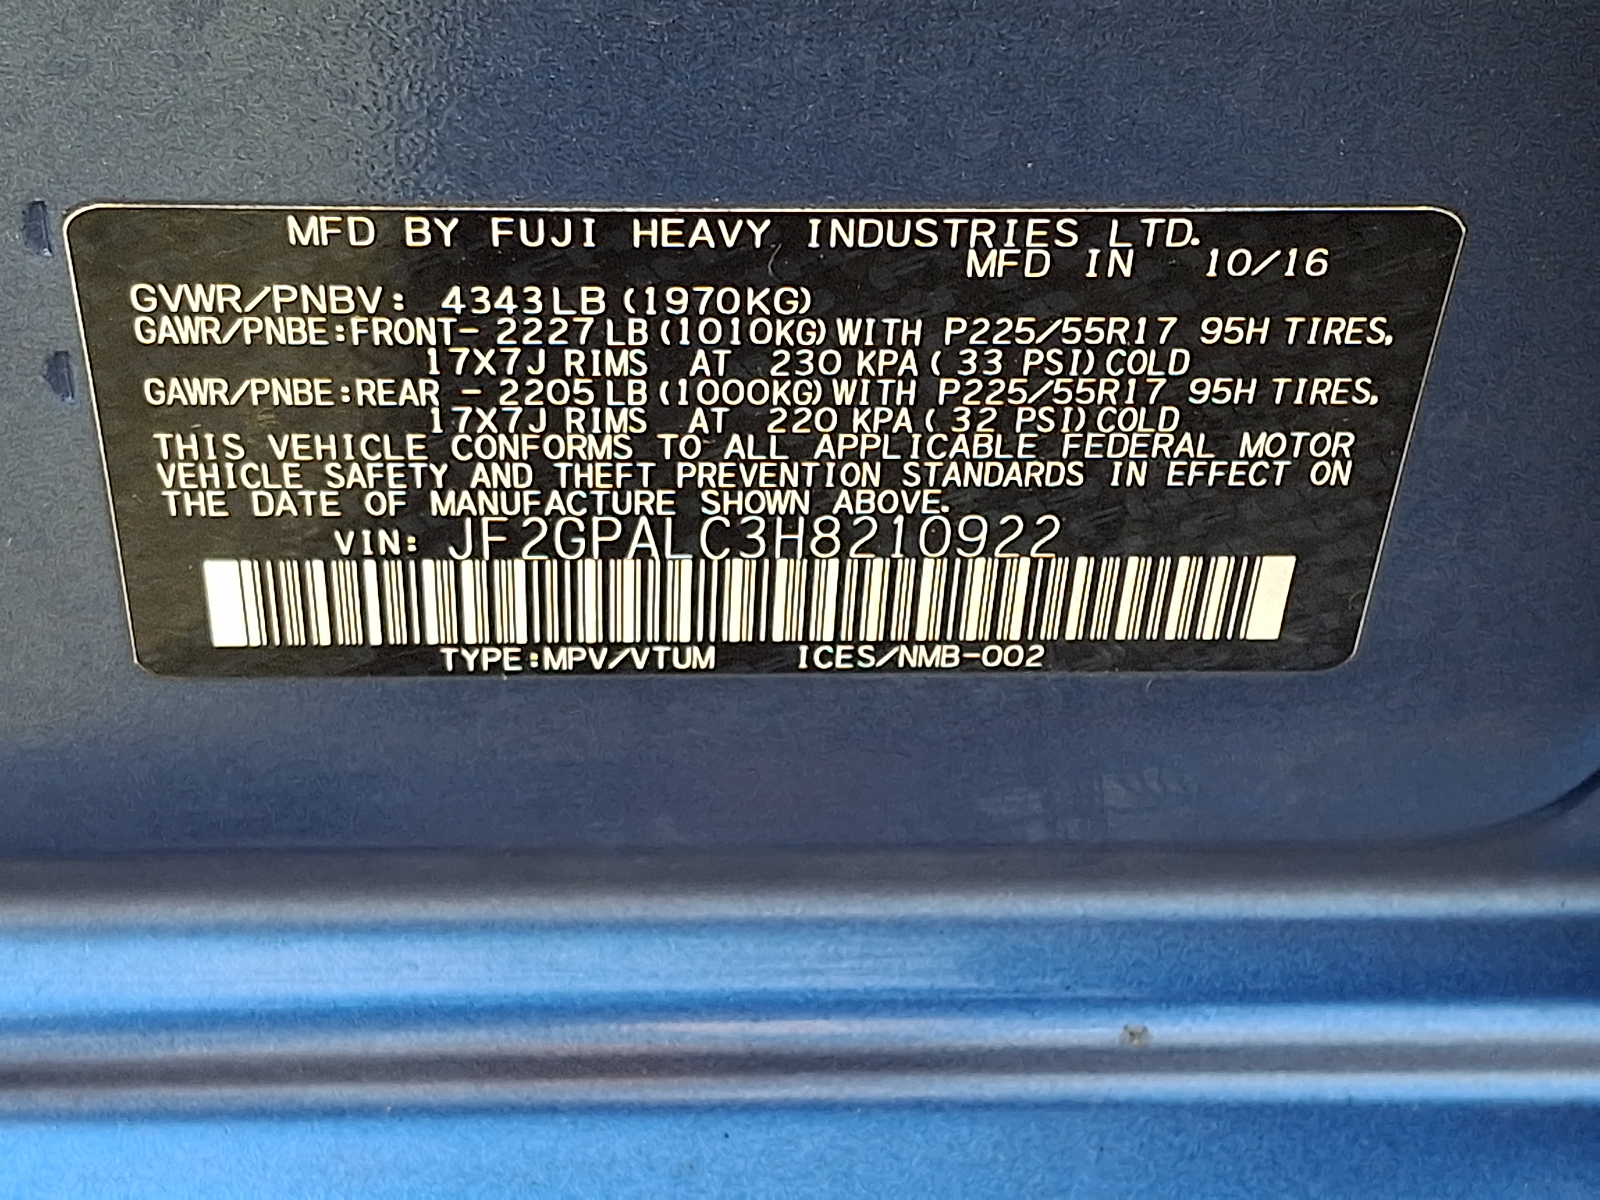 MFD BY FUJI HEAVY INDUSTRIES LTD.
MFD IN 10/16
GVWR/PNBV: 4343LB (1970KG)
GAWR/PNBE:FRONT- 2227LB (1010KG) WITH P225/55R17 95H TIRES,
17X7J RIMS AT 230 KPA ( 33 PSI) COLD
GAWR/PNBE:REAR - 2205LB (1000KG) WITH P225/55R17 95H TIRES,
17X7J RIMS AT 220 KPA ( 32 PSI) COLD
THIS VEHICLE CONFORMS TO ALL APPLICABLE FEDERAL MOTOR
VEHICLE SAFETY AND THEFT PREVENTION STANDARDS IN EFFECT ON
THE DATE OF MANUFACTURE SHOWN ABOVE.
VIN: JF2GPALC3H8210922
TYPE:MPV/VTUM ICES/NMB-002